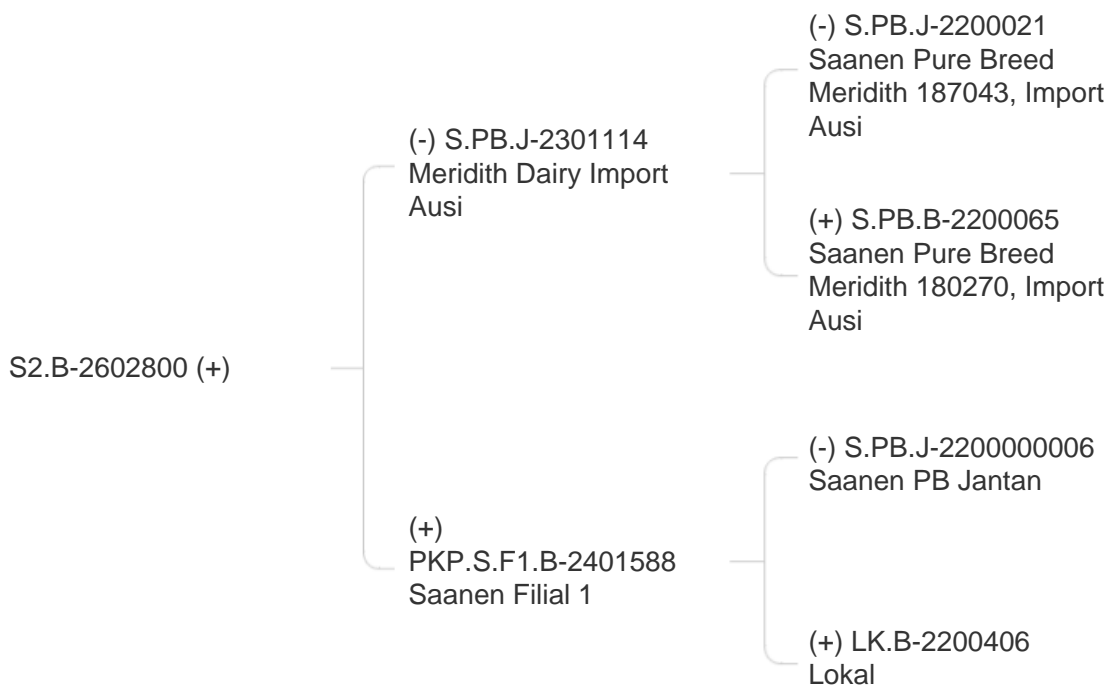 (-) S.PB.J-2200021
Saanen Pure Breed
Meridith 187043, Import
Ausi
(-) S.PB.J-2301114
Meridith Dairy Import
Ausi
(+) S.PB.B-2200065
Saanen Pure Breed
Meridith 180270, Import
Ausi
S2.B-2602800 (+)
(-) S.PB.J-2200000006
Saanen PB Jantan
(+)
PKP.S.F1.B-2401588
Saanen Filial 1
(+) LK.B-2200406
Lokal